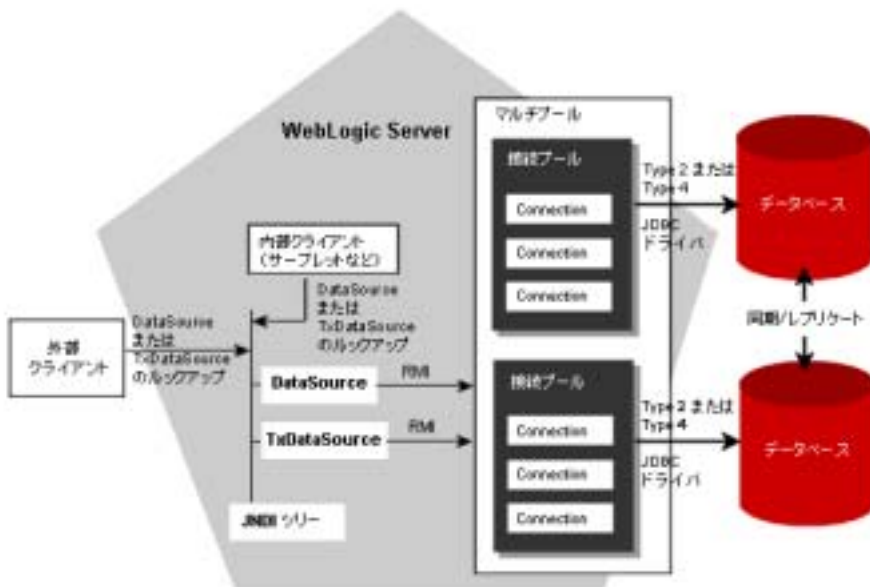 WebLogic Server
マルチプール
接続プール
Connection
Connection
Connection
Type 2 または
Type 4
JDBC
ドライバ
データベース
内部クライアント
(サーブレットなど)
DataSource
または
TxDataSource
のルックアップ
外部
クライアント
DataSource
または
TxDataSource
のルックアップ
同期/レプリケート
DataSource
RMI
TxDataSource
RMI
JNDI ツリー
接続プール
Connection
Connection
Connection
Type 2 または
Type 4
JDBC
ドライバ
データベース